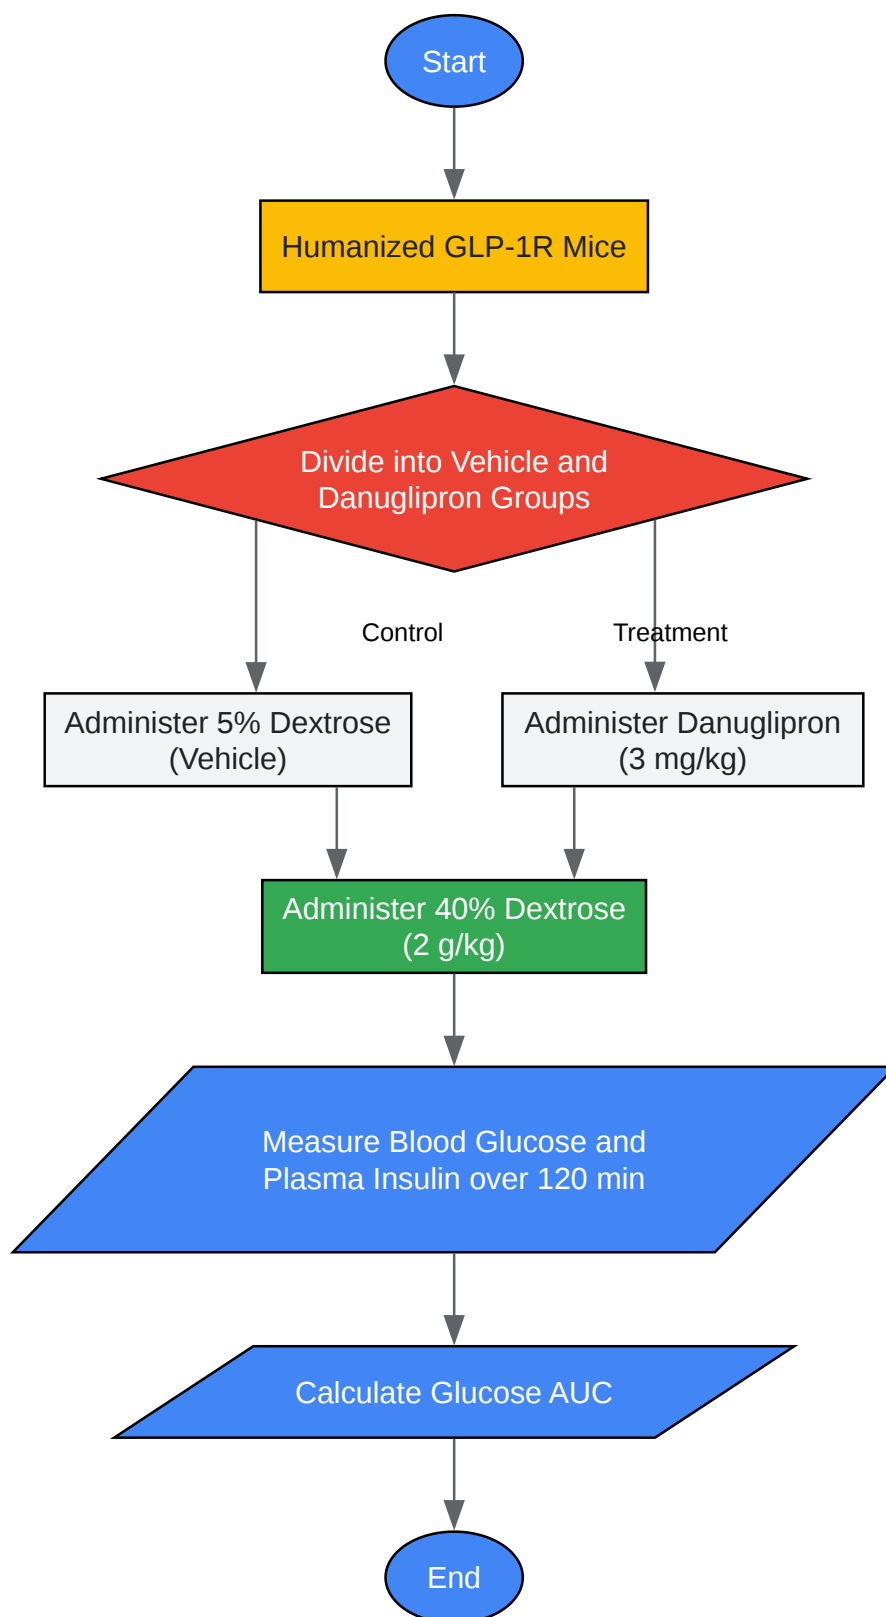 Start
Humanized GLP-1R Mice
Divide into Vehicle and
Danuglipron Groups
Control
Treatment
Administer 5% Dextrose
(Vehicle)
Administer Danuglipron
(3 mg/kg)
Administer 40% Dextrose
(2 g/kg)
Measure Blood Glucose and
Plasma Insulin over 120 min
Calculate Glucose AUC
End